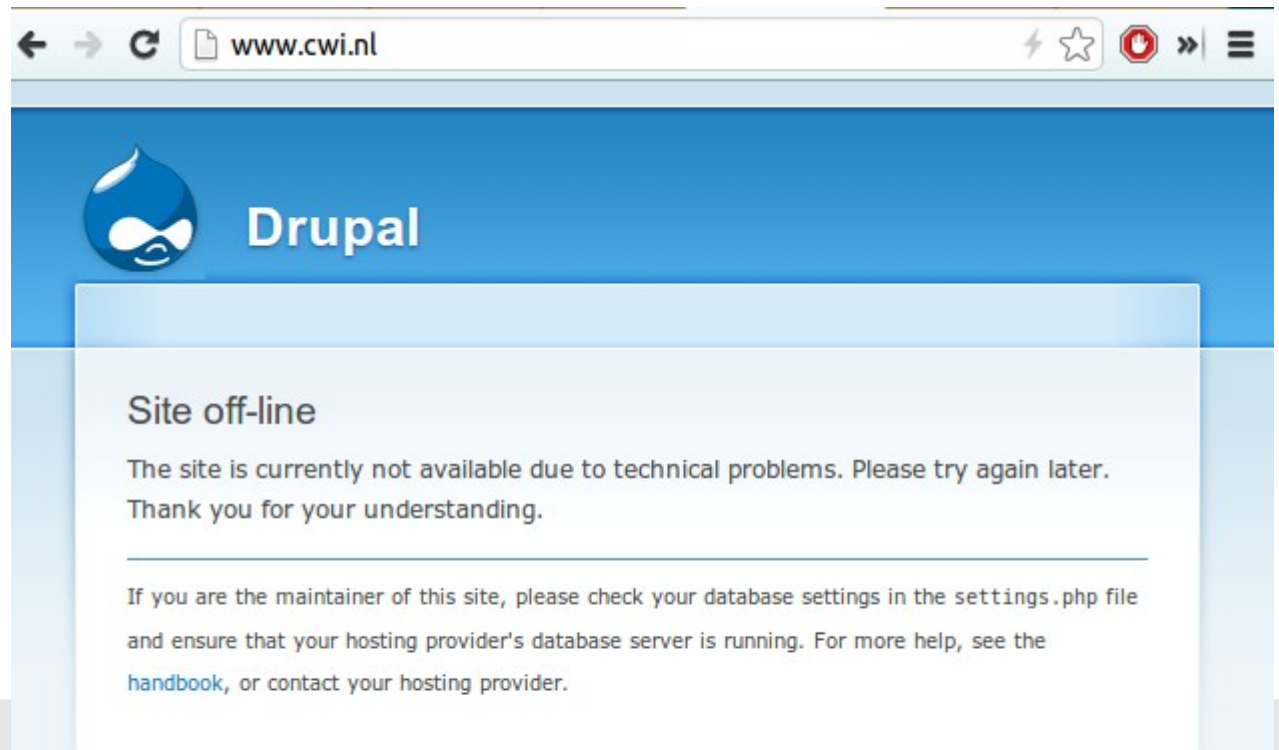 www.cwi.nl
Drupal
Site off-line
The site is currently not available due to technical problems. Please try again later.
Thank you for your understanding.
If you are the maintainer of this site, please check your database settings in the settings.php file
and ensure that your hosting provider's database server is running. For more help, see the
handbook, or contact your hosting provider.